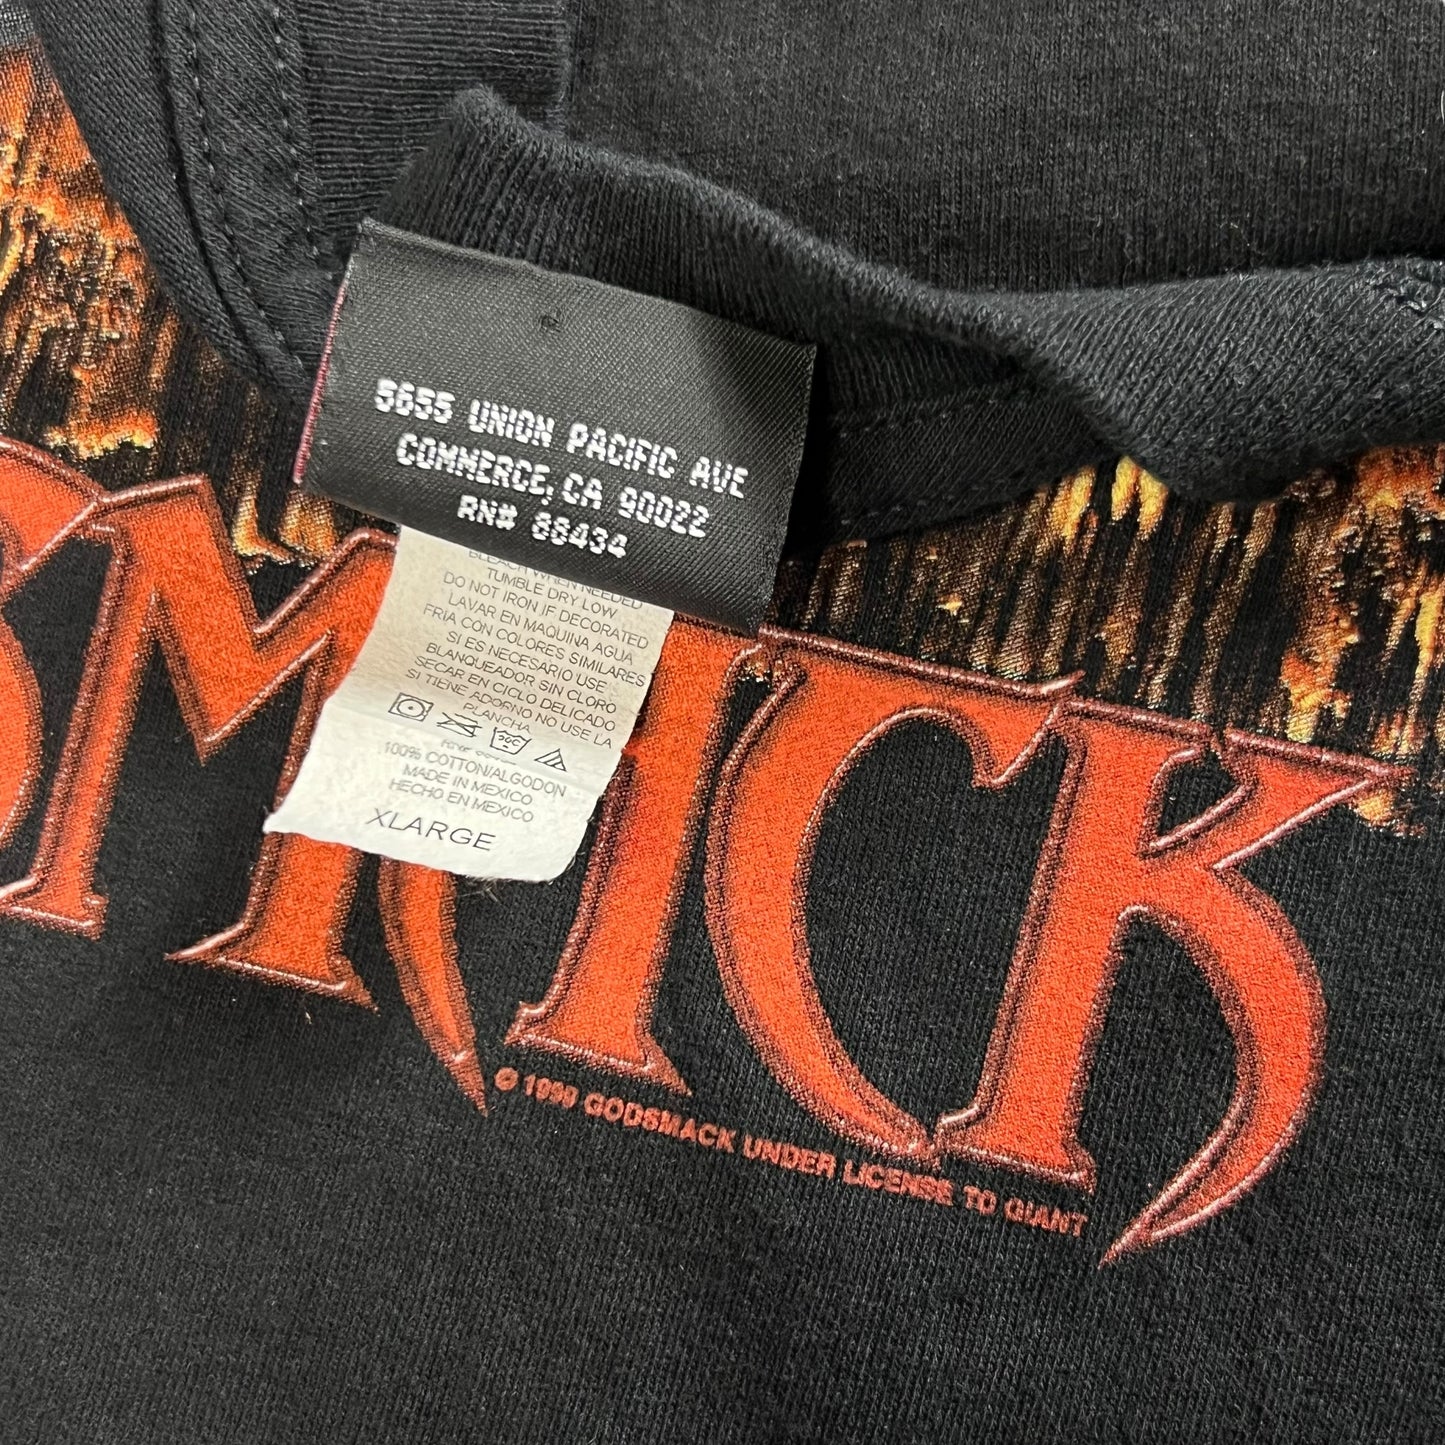 5655 UNION PACIFIC AVE
COMMERCE, CA 90022
RN# 88434
BLEACH WHEN NEEDED
TUMBLE DRY LOW
DO NOT IRON IF DECORATED
LAVAR EN MAQUINA AGUA
FRIA CON COLORES SIMILARES
SI ES NECESARIO USE
BLANQUEADOR SIN CLORO
SECAR EN CICLO DELICADO
SI TIENE ADORNO NO USE LA
PLANCHA
100% COTTON/ALGODON
MADE IN MEXICO
HECHO EN MEXICO
XLARGE
SMACK
© 1999 GODSMACK UNDER LICENSE TO GIANT